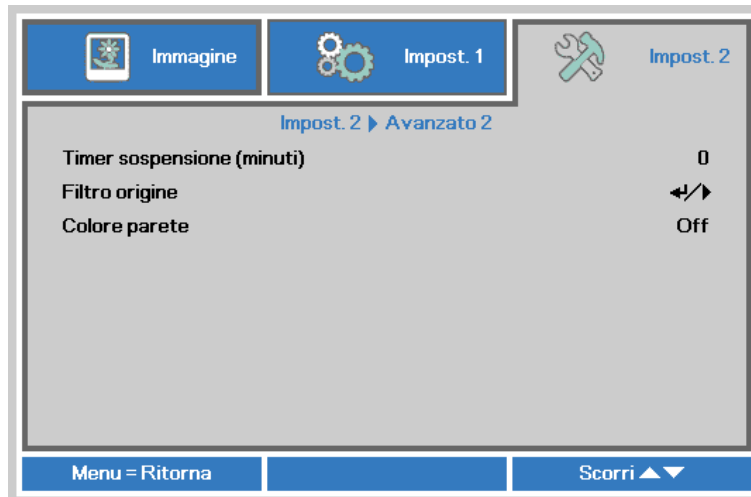 Immagine
Impost. 1
Impost. 2
Impost. 2 ▶ Avanzato 2
Timer sospensione (minuti) 0
Filtro origine ↵/▶
Colore parete Off
Menu = Ritorna
Scorri ▲▼